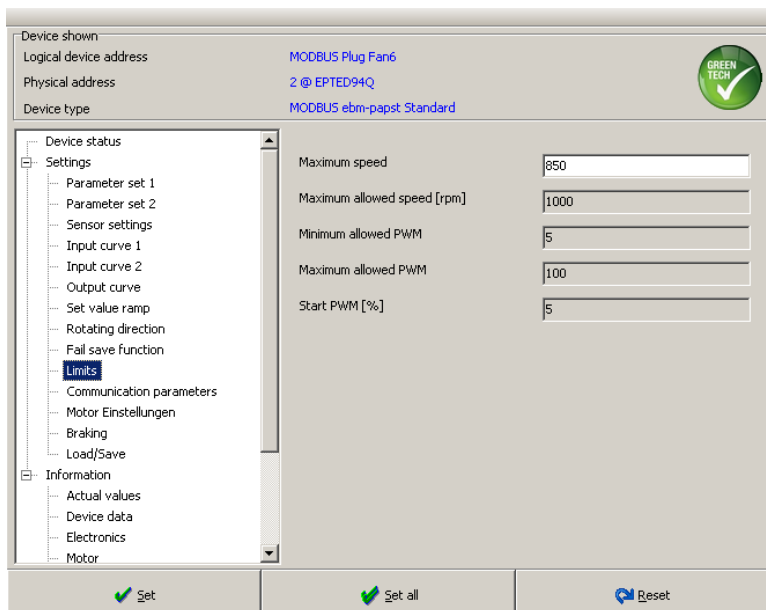 Device shown
Logical device address MODBUS Plug Fan6
Physical address 2 @ EPTED94Q
Device type MODBUS ebm-papst Standard
GREEN
TECH
Device status
Settings
Parameter set 1
Parameter set 2
Sensor settings
Input curve 1
Input curve 2
Output curve
Set value ramp
Rotating direction
Fail save function
Limits
Communication parameters
Motor Einstellungen
Braking
Load/Save
Information
Actual values
Device data
Electronics
Motor
Maximum speed 850
Maximum allowed speed [rpm] 1000
Minimum allowed PWM 5
Maximum allowed PWM 100
Start PWM [%] 5
Set Set all Reset